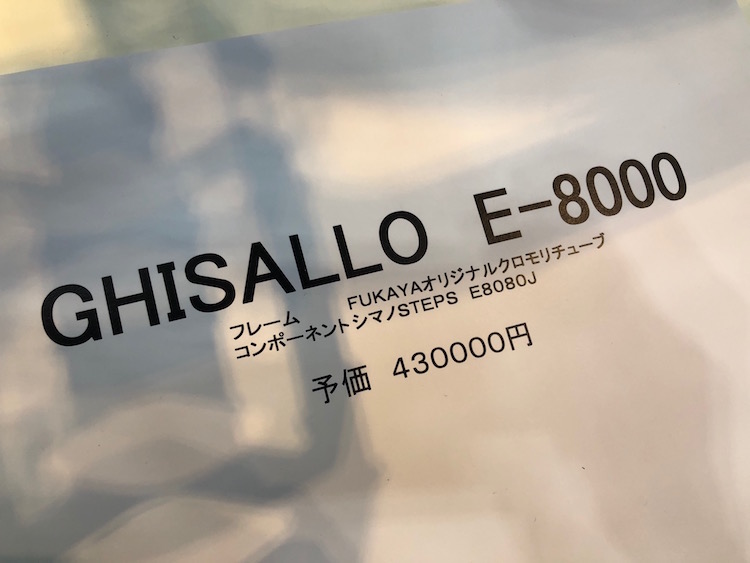 GHISALLO E-8000
フレーム FUKAYAオリジナルクロモリチューブ
コンポーネントシマノSTEPS E8080J
予価 430000円